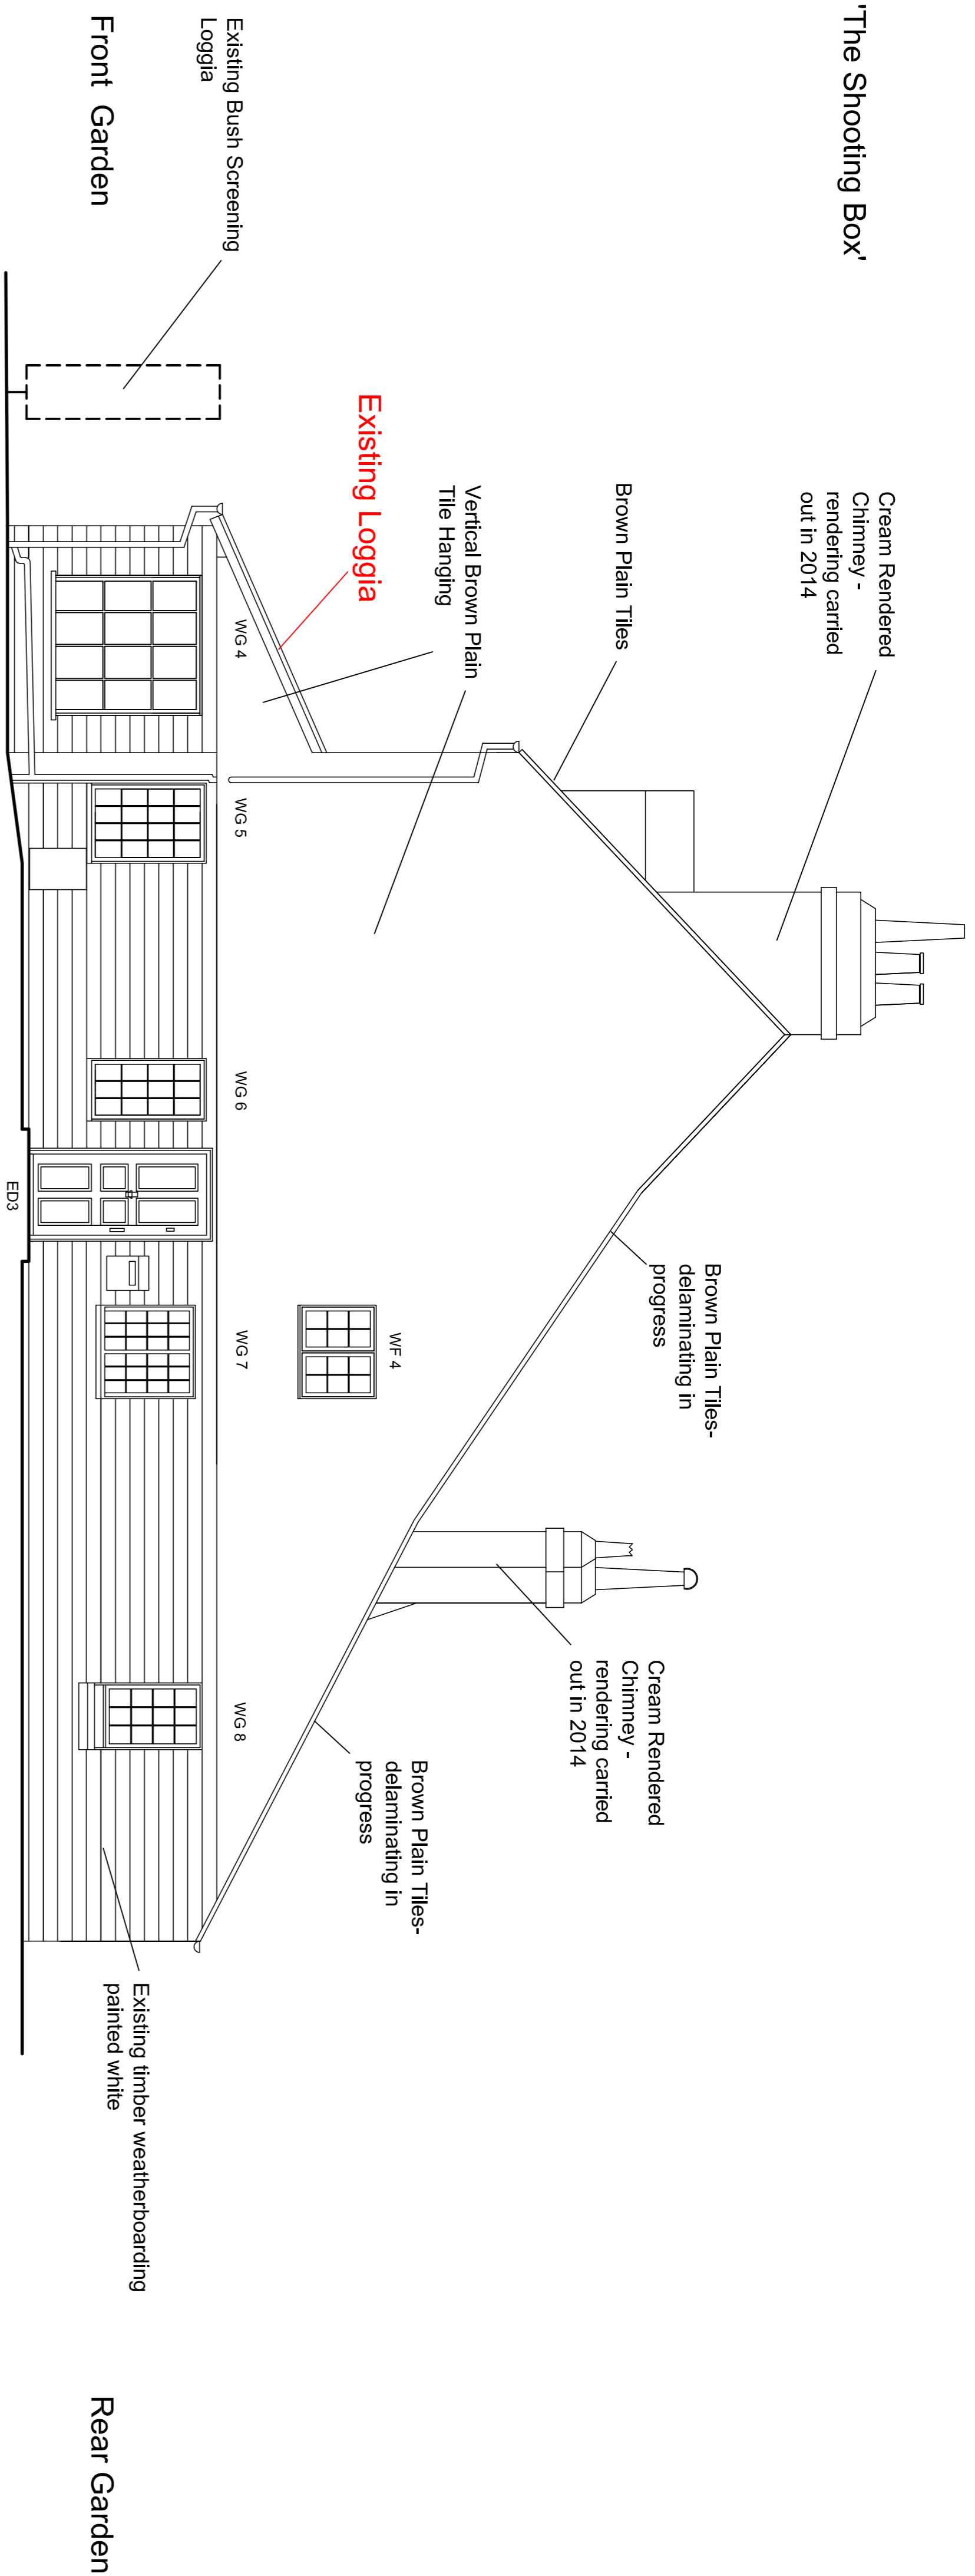 'The Shooting Box'
Cream Rendered
Chimney -
rendering carried
out in 2014
Brown Plain Tiles
Vertical Brown Plain
Tile Hanging
Existing Loggia
Existing Bush Screening
Loggia
Front Garden
Brown Plain Tiles-
delaminating in
progress
Cream Rendered
Chimney -
rendering carried
out in 2014
Brown Plain Tiles-
delaminating in
progress
WF 4
WG 4
WG 5
WG 6
WG 7
WG 8
ED3
Existing timber weatherboarding
painted white
Rear Garden